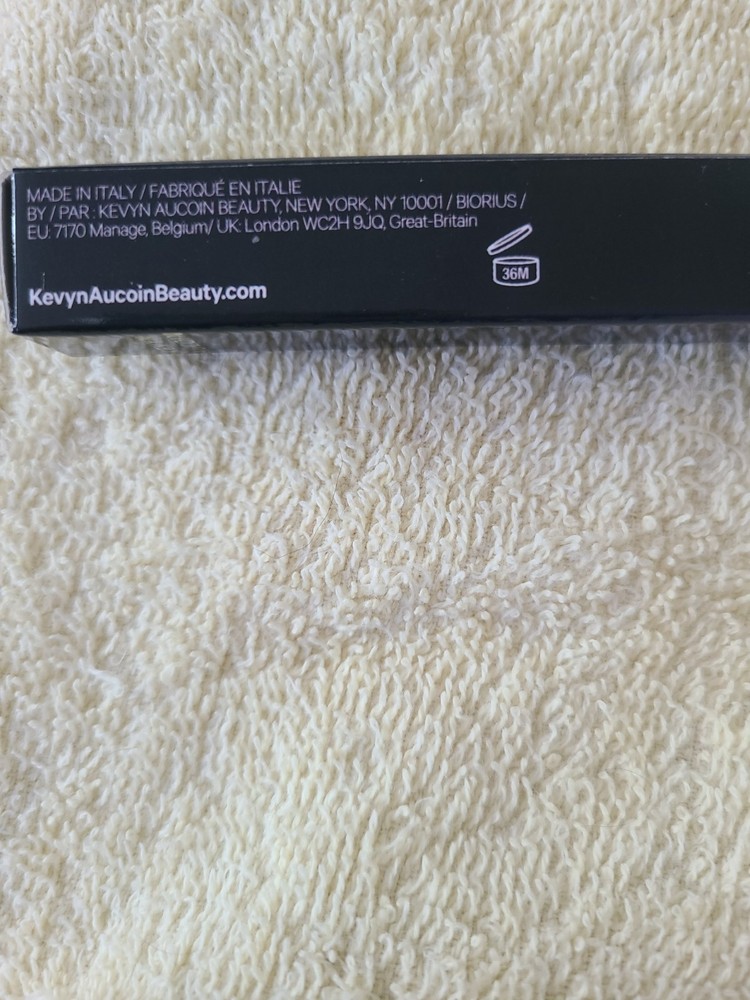 MADE IN ITALY / FABRIQUÉ EN ITALIE
BY / PAR : KEVYN AUCOIN BEAUTY, NEW YORK, NY 10001 / BIORIUS /
EU: 7170 Manage, Belgium/ UK: London WC2H 9JQ, Great-Britain
36M
KevynAucoinBeauty.com